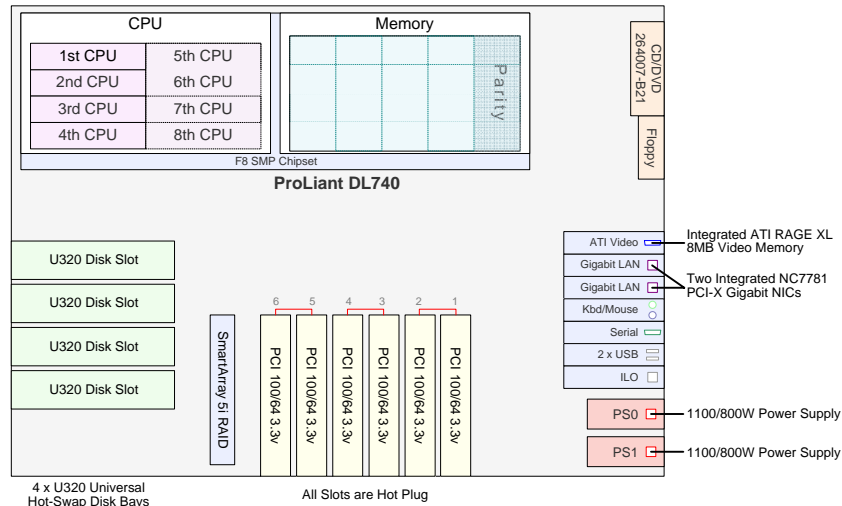 CPU
Memory
1st CPU
5th CPU
2nd CPU
6th CPU
3rd CPU
7th CPU
4th CPU
8th CPU
Parity
F8 SMP Chipset
CD/DVD
264007-B21
Floppy
ProLiant DL740
ATI Video
Integrated ATI RAGE XL
8MB Video Memory
Gigabit LAN
Gigabit LAN
Two Integrated NC7781
PCI-X Gigabit NICs
Kbd/Mouse
Serial
2 x USB
ILO
U320 Disk Slot
U320 Disk Slot
U320 Disk Slot
U320 Disk Slot
SmartArray 5i RAID
6 5 4 3 2 1
PCI 100/64 3.3v
PCI 100/64 3.3v
PCI 100/64 3.3v
PCI 100/64 3.3v
PCI 100/64 3.3v
PCI 100/64 3.3v
PS0
1100/800W Power Supply
PS1
1100/800W Power Supply
4 x U320 Universal
Hot-Swap Disk Bays
All Slots are Hot Plug